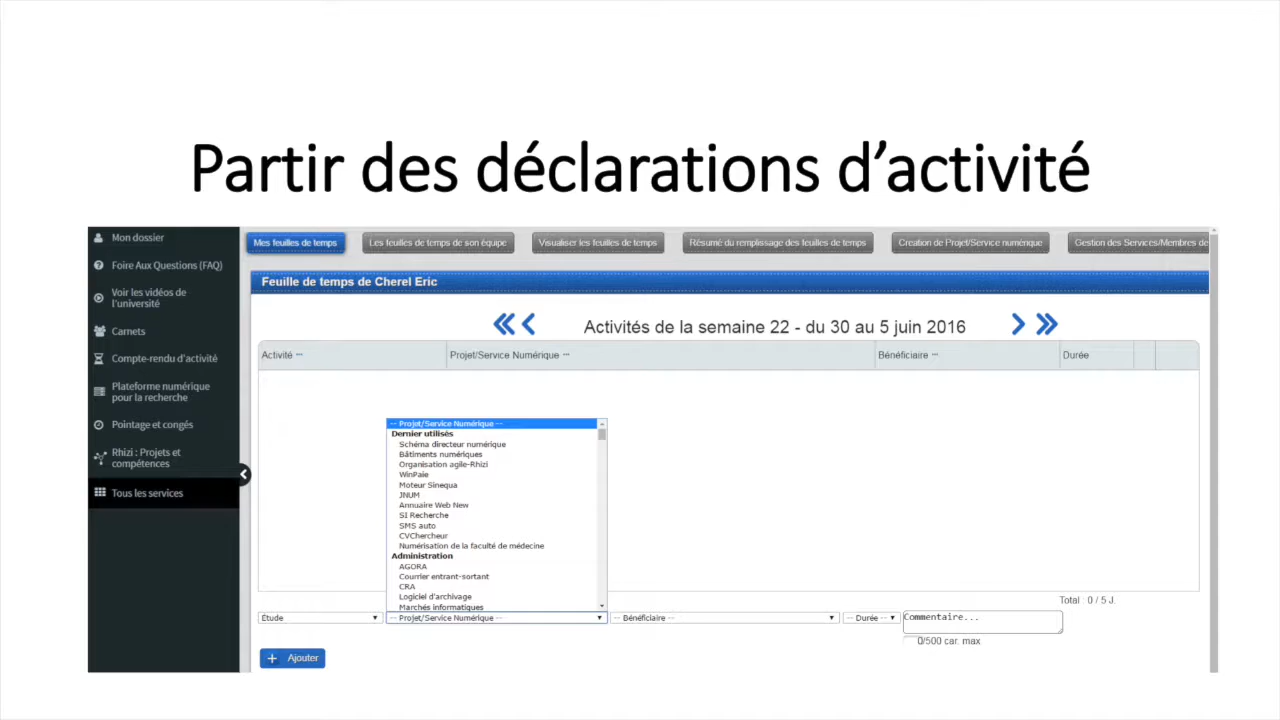 Partir des déclarations d’activité
Mon dossier
Foire Aux Questions (FAQ)
Voir les vidéos de
l'université
Carnets
Compte-rendu d'activité
Plateforme numérique
pour la recherche
Pointage et congés
Rhizi : Projets et
compétences
Tous les services
Mes feuilles de temps
Les feuilles de temps de son équipe
Visualiser les feuilles de temps
Résumé du remplissage des feuilles de temps
Creation de Projet/Service numérique
Gestion des Services/Membres de
Feuille de temps de Cherel Eric
Activités de la semaine 22 - du 30 au 5 juin 2016
Activité
Projet/Service Numérique
Bénéficiaire
Durée
-- Projet/Service Numérique --
Dernier utilisés
Schéma directeur numérique
Bâtiments numériques
Organisation agile-Rhizi
WinPaie
Moteur Sinequa
JNUM
Annuaire Web New
SI Recherche
SMS auto
CVChercheur
Numérisation de la faculté de médecine
Administration
AGORA
Courrier entrant-sortant
CRA
Logiciel d'archivage
Marchés informatiques
Total : 0 / 5 J.
Étude
-- Projet/Service Numérique --
-- Bénéficiaire --
-- Durée --
Commentaire...
0/500 car. max
+ Ajouter